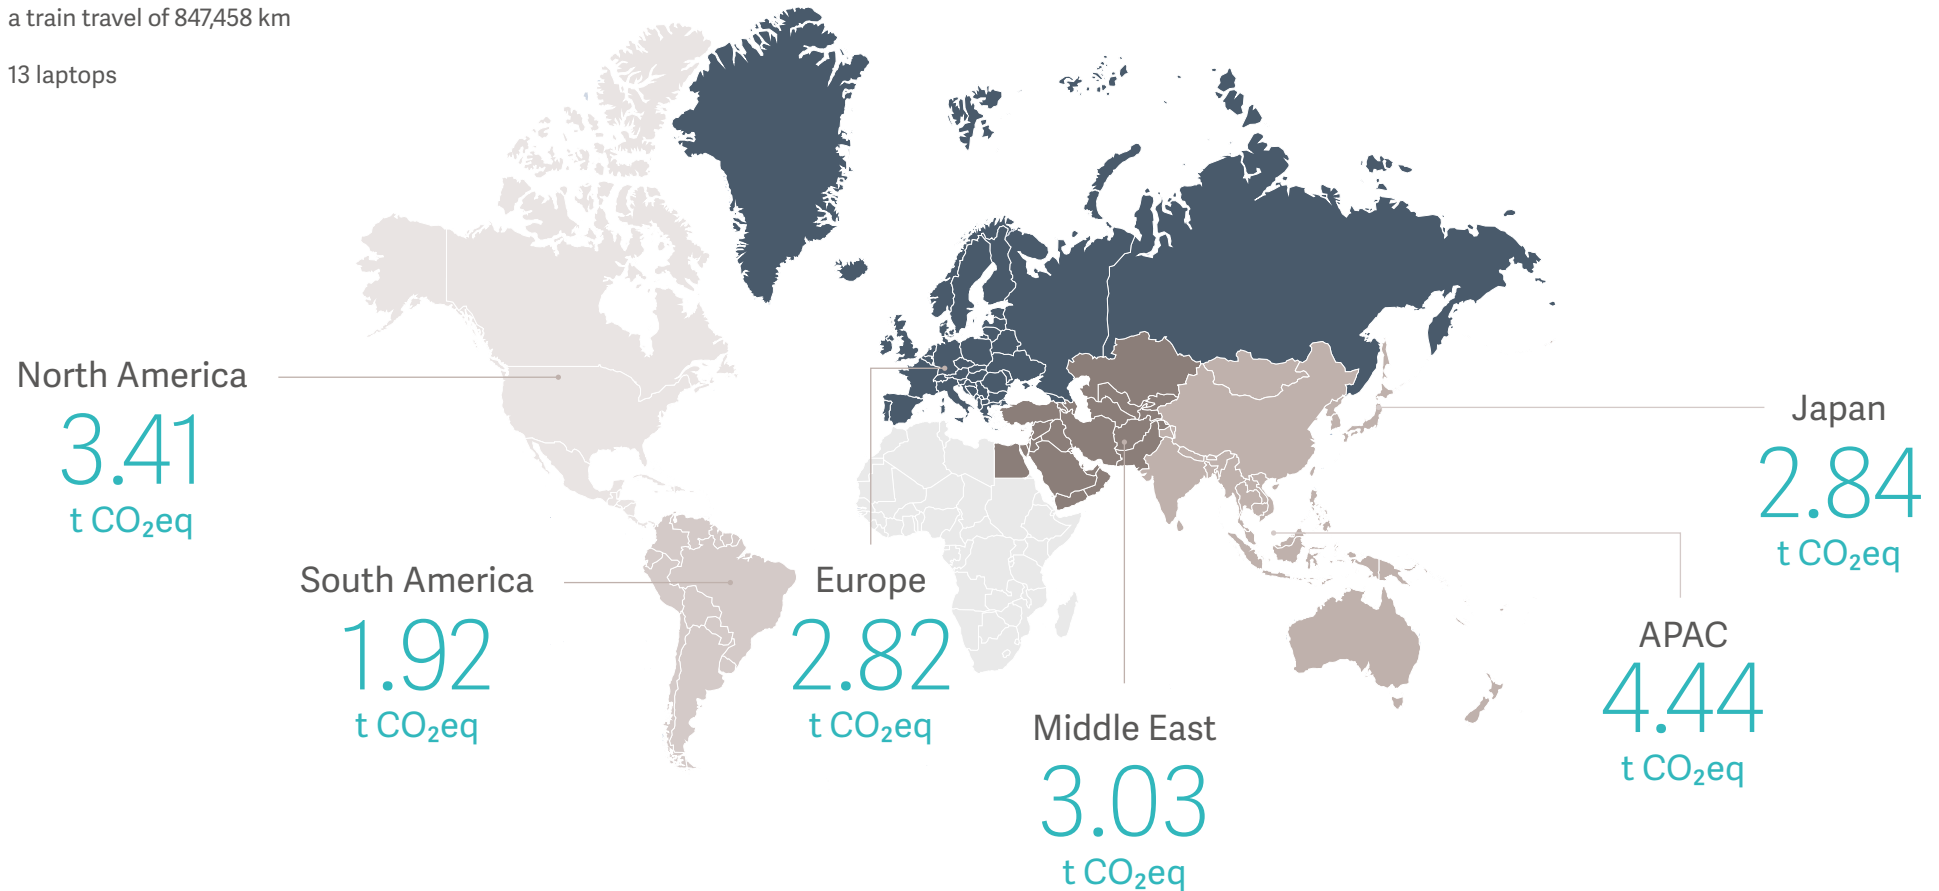 a train travel of 847,458 km
13 laptops
North America
3.41
t CO₂eq
South America
1.92
t CO₂eq
Europe
2.82
t CO₂eq
Middle East
3.03
t CO₂eq
Japan
2.84
t CO₂eq
APAC
4.44
t CO₂eq